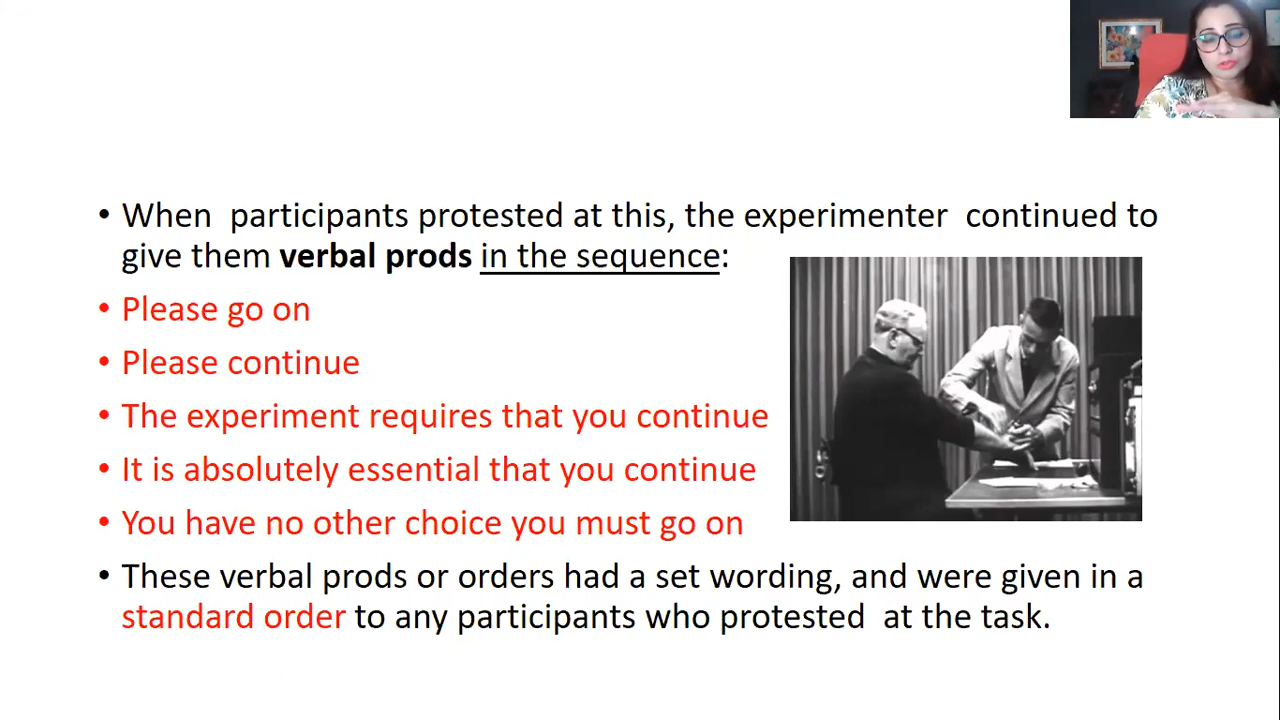 • When  participants protested at this, the experimenter  continued to
give them verbal prods in the sequence:
• Please go on
• Please continue
• The experiment requires that you continue
• It is absolutely essential that you continue
• You have no other choice you must go on
• These verbal prods or orders had a set wording, and were given in a
standard order to any participants who protested  at the task.